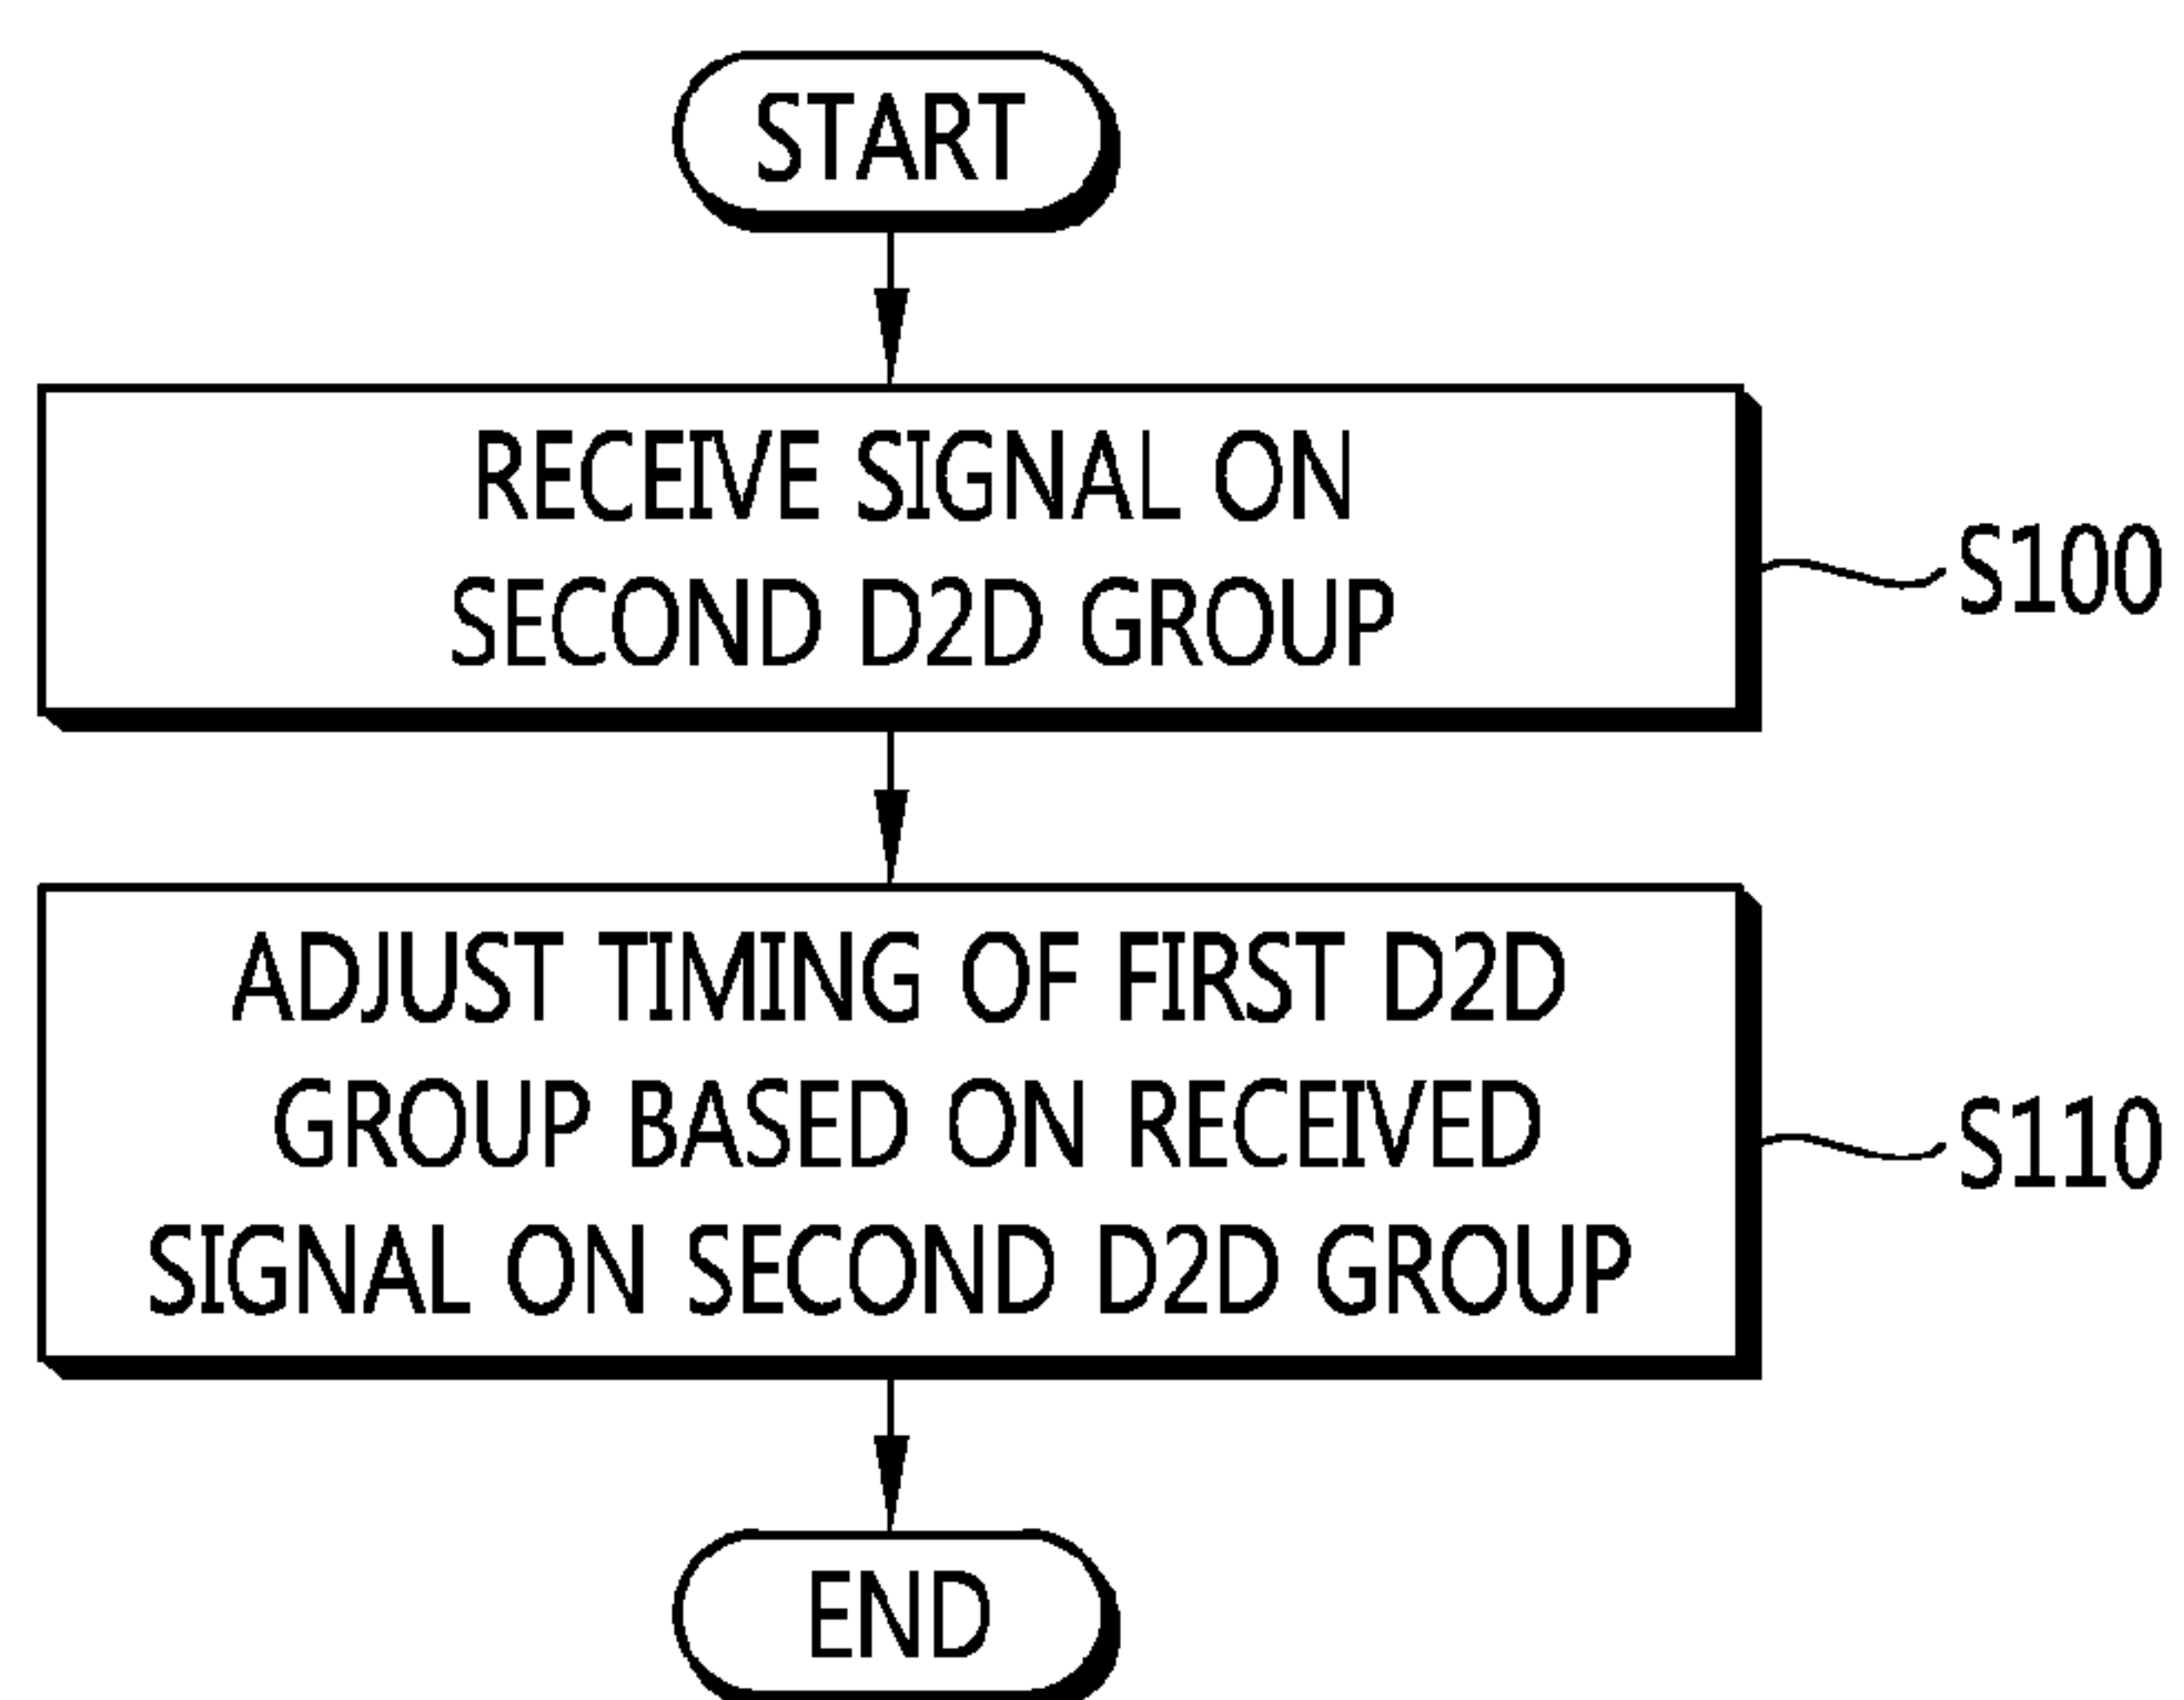 START
RECEIVE SIGNAL ON
SECOND D2D GROUP
S100
ADJUST TIMING OF FIRST D2D
GROUP BASED ON RECEIVED
SIGNAL ON SECOND D2D GROUP
S110
END